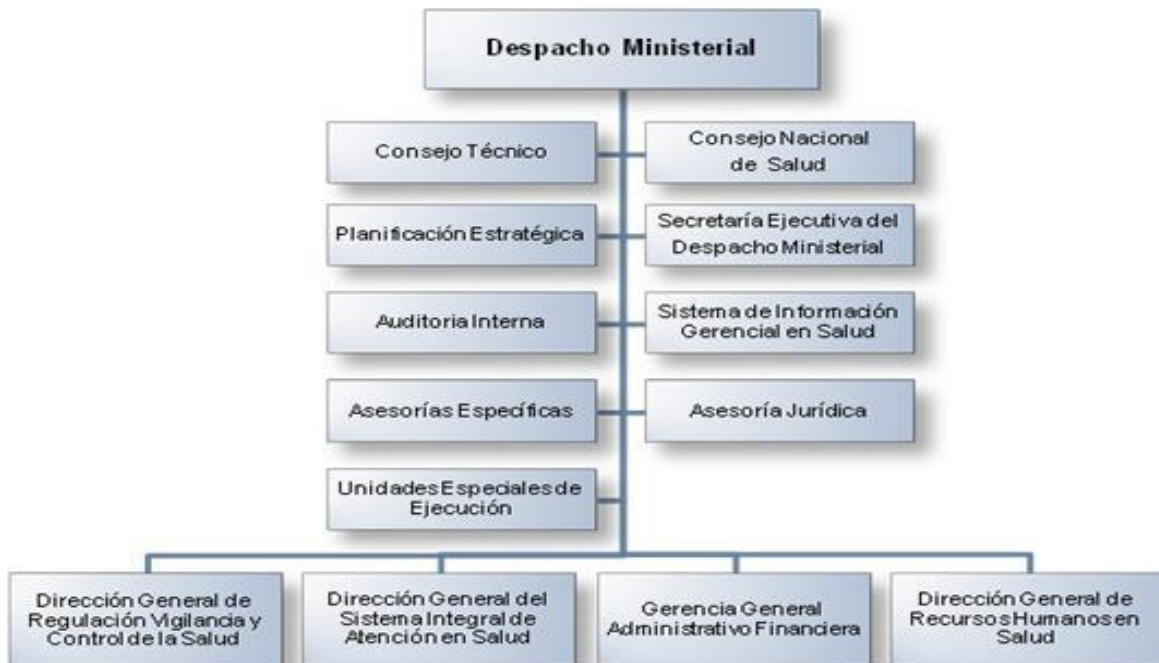 Despacho Ministerial
Consejo Técnico
Consejo Nacional
de Salud
Planificación Estratégica
Secretaría Ejecutiva del
Despacho Ministerial
Auditoria Interna
Sistema de Información
Gerencial en Salud
Asesorías Específicas
Asesoría Jurídica
Unidades Especiales de
Ejecución
Dirección General de
Regulación Vigilancia y
Control de la Salud
Dirección General del
Sistema Integral de
Atención en Salud
Gerencia General
Administrativo Financiera
Dirección General de
Recursos Humanos en
Salud